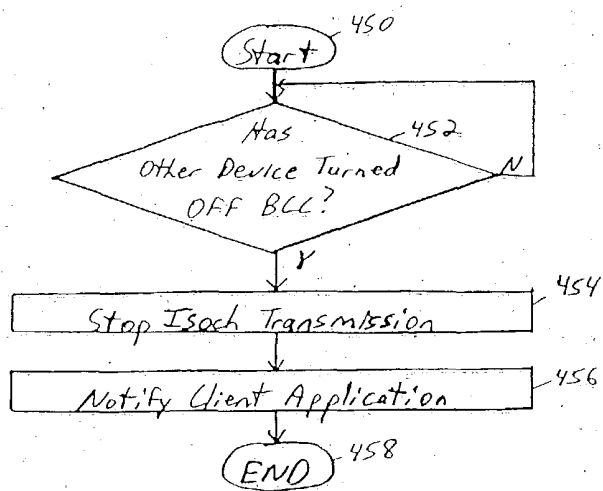 450
Start
452
Has
Other Device Turned
OFF BCC?
N
Y
454
Stop Isoch Transmission
456
Notify Client Application
458
END